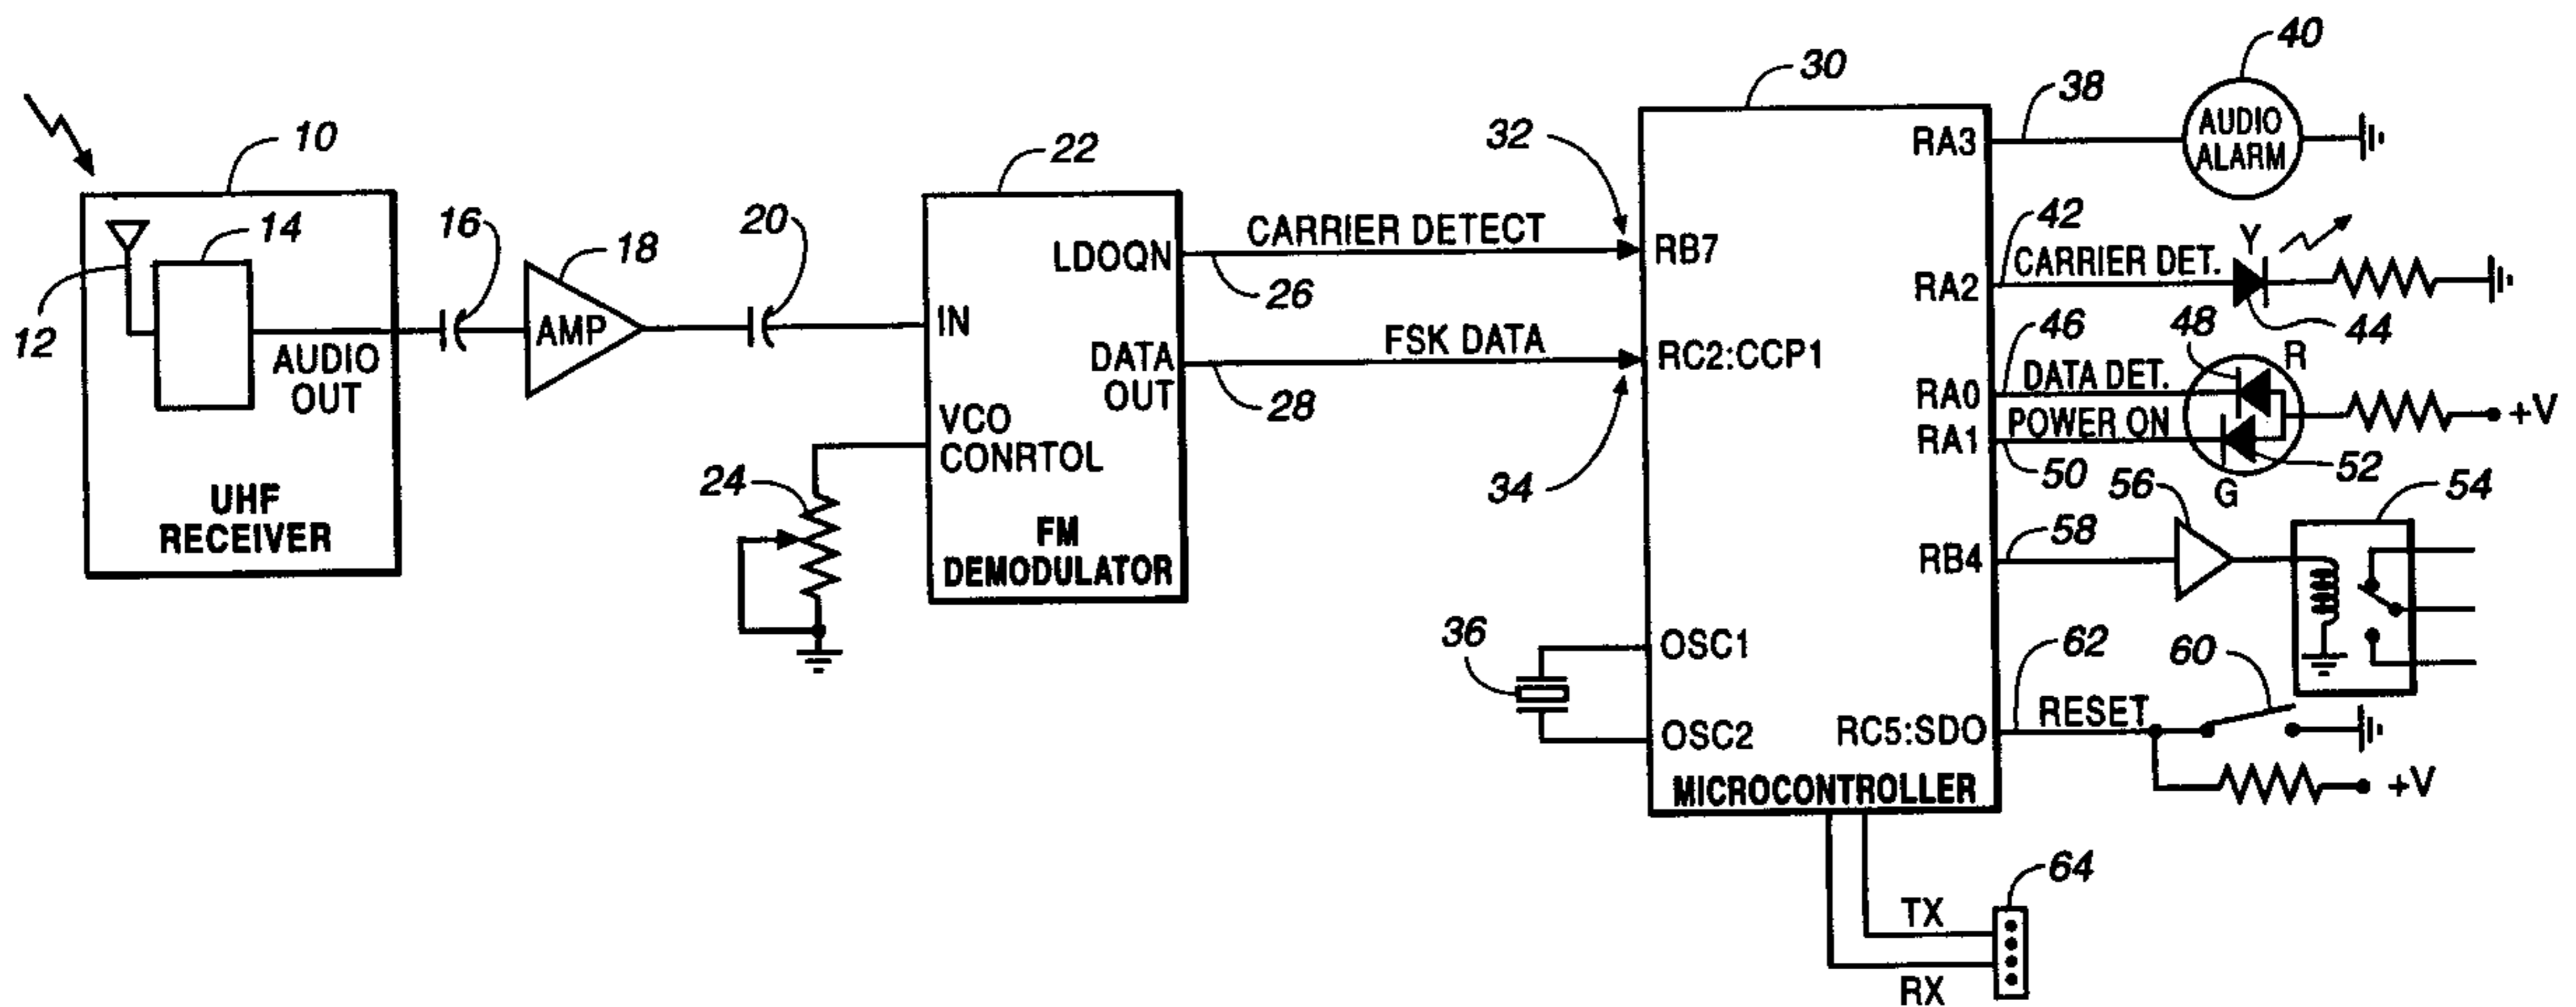 10
12
14
AUDIO
OUT
UHF
RECEIVER
16
18
AMP
20
22
LDOQN
IN
DATA
OUT
VCO
CONRTOL
FM
DEMODULATOR
24
CARRIER DETECT
26
FSK DATA
28
30
32
RB7
RC2:CCP1
34
36
OSC1
OSC2
MICROCONTROLLER
RA3
RA2
RA0
RA1
RB4
RC5:SDO
38
40
AUDIO
ALARM
42
CARRIER DET.
Y
44
46
48
R
DATA DET.
POWER ON
+V
50
52
G
54
56
58
60
62
RESET
+V
64
TX
RX